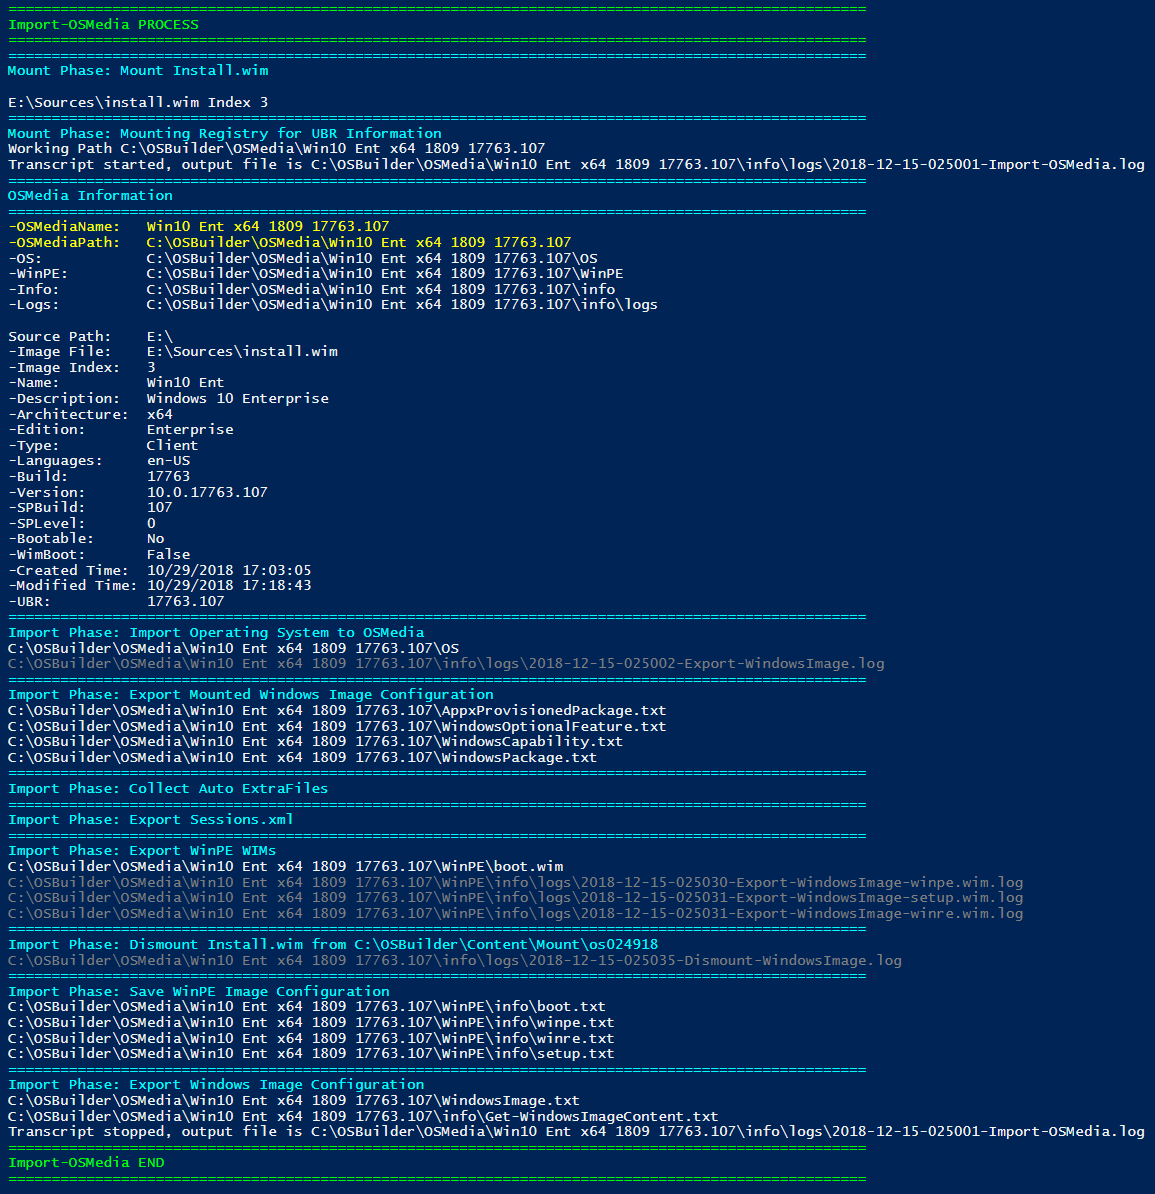 ===================================================================================================
Import-OSMedia PROCESS
===================================================================================================
===================================================================================================
Mount Phase: Mount Install.wim

E:\Sources\install.wim Index 3
===================================================================================================
Mount Phase: Mounting Registry for UBR Information
Working Path C:\OSBuilder\OSMedia\Win10 Ent x64 1809 17763.107
Transcript started, output file is C:\OSBuilder\OSMedia\Win10 Ent x64 1809 17763.107\info\logs\2018-12-15-025001-Import-OSMedia.log
===================================================================================================
OSMedia Information
===================================================================================================
-OSMediaName:   Win10 Ent x64 1809 17763.107
-OSMediaPath:   C:\OSBuilder\OSMedia\Win10 Ent x64 1809 17763.107
-OS:            C:\OSBuilder\OSMedia\Win10 Ent x64 1809 17763.107\OS
-WinPE:         C:\OSBuilder\OSMedia\Win10 Ent x64 1809 17763.107\WinPE
-Info:          C:\OSBuilder\OSMedia\Win10 Ent x64 1809 17763.107\info
-Logs:          C:\OSBuilder\OSMedia\Win10 Ent x64 1809 17763.107\info\logs

Source Path:    E:\
-Image File:    E:\Sources\install.wim
-Image Index:   3
-Name:          Win10 Ent
-Description:   Windows 10 Enterprise
-Architecture:  x64
-Edition:       Enterprise
-Type:          Client
-Languages:     en-US
-Build:         17763
-Version:       10.0.17763.107
-SPBuild:       107
-SPLevel:       0
-Bootable:      No
-WimBoot:       False
-Created Time:  10/29/2018 17:03:05
-Modified Time: 10/29/2018 17:18:43
-UBR:           17763.107
===================================================================================================
Import Phase: Import Operating System to OSMedia
C:\OSBuilder\OSMedia\Win10 Ent x64 1809 17763.107\OS
C:\OSBuilder\OSMedia\Win10 Ent x64 1809 17763.107\info\logs\2018-12-15-025002-Export-WindowsImage.log
===================================================================================================
Import Phase: Export Mounted Windows Image Configuration
C:\OSBuilder\OSMedia\Win10 Ent x64 1809 17763.107\AppxProvisionedPackage.txt
C:\OSBuilder\OSMedia\Win10 Ent x64 1809 17763.107\WindowsOptionalFeature.txt
C:\OSBuilder\OSMedia\Win10 Ent x64 1809 17763.107\WindowsCapability.txt
C:\OSBuilder\OSMedia\Win10 Ent x64 1809 17763.107\WindowsPackage.txt
===================================================================================================
Import Phase: Collect Auto ExtraFiles
===================================================================================================
Import Phase: Export Sessions.xml
===================================================================================================
Import Phase: Export WinPE WIMs
C:\OSBuilder\OSMedia\Win10 Ent x64 1809 17763.107\WinPE\boot.wim
C:\OSBuilder\OSMedia\Win10 Ent x64 1809 17763.107\WinPE\info\logs\2018-12-15-025030-Export-WindowsImage-winpe.wim.log
C:\OSBuilder\OSMedia\Win10 Ent x64 1809 17763.107\WinPE\info\logs\2018-12-15-025031-Export-WindowsImage-setup.wim.log
C:\OSBuilder\OSMedia\Win10 Ent x64 1809 17763.107\WinPE\info\logs\2018-12-15-025031-Export-WindowsImage-winre.wim.log
===================================================================================================
Import Phase: Dismount Install.wim from C:\OSBuilder\Content\Mount\os024918
C:\OSBuilder\OSMedia\Win10 Ent x64 1809 17763.107\info\logs\2018-12-15-025035-Dismount-WindowsImage.log
===================================================================================================
Import Phase: Save WinPE Image Configuration
C:\OSBuilder\OSMedia\Win10 Ent x64 1809 17763.107\WinPE\info\boot.txt
C:\OSBuilder\OSMedia\Win10 Ent x64 1809 17763.107\WinPE\info\winpe.txt
C:\OSBuilder\OSMedia\Win10 Ent x64 1809 17763.107\WinPE\info\winre.txt
C:\OSBuilder\OSMedia\Win10 Ent x64 1809 17763.107\WinPE\info\setup.txt
===================================================================================================
Import Phase: Export Windows Image Configuration
C:\OSBuilder\OSMedia\Win10 Ent x64 1809 17763.107\WindowsImage.txt
C:\OSBuilder\OSMedia\Win10 Ent x64 1809 17763.107\info\Get-WindowsImageContent.txt
Transcript stopped, output file is C:\OSBuilder\OSMedia\Win10 Ent x64 1809 17763.107\info\logs\2018-12-15-025001-Import-OSMedia.log
===================================================================================================
Import-OSMedia END
===================================================================================================